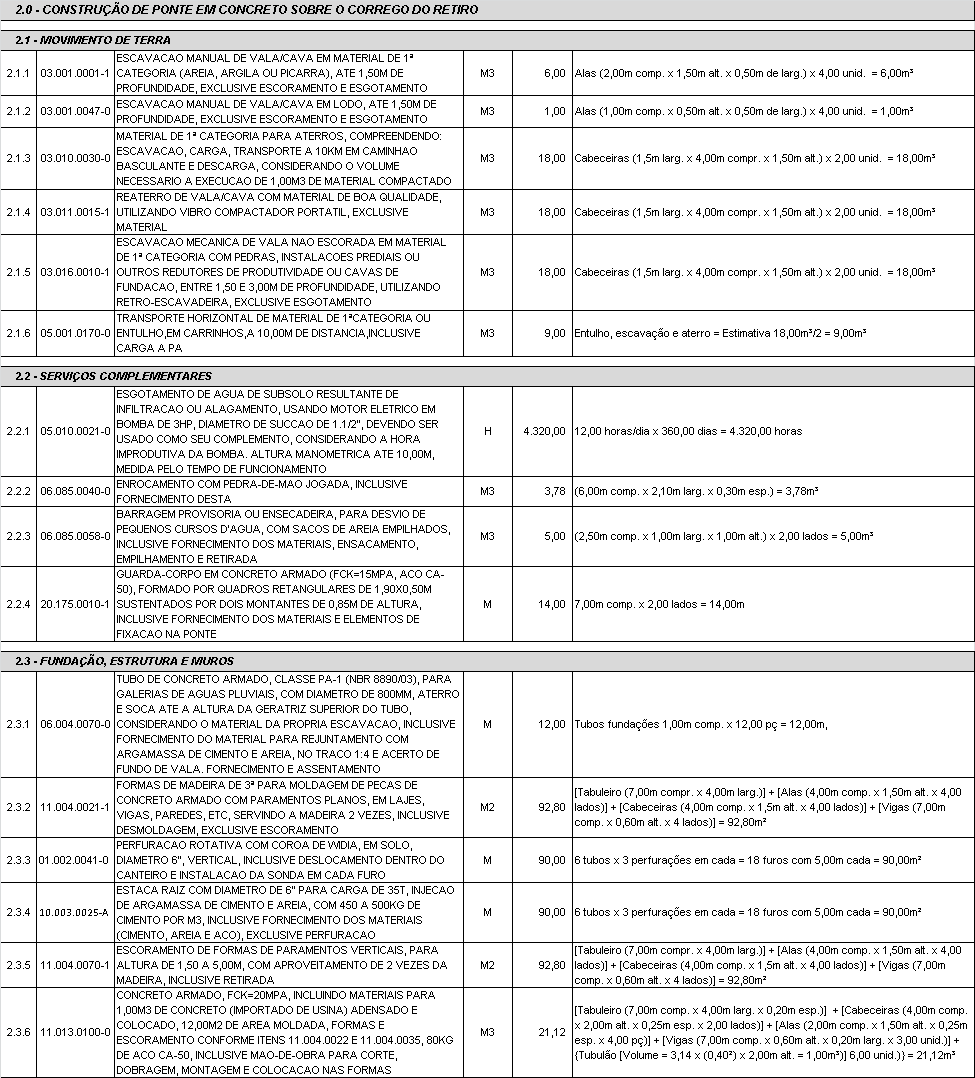 2.0 - CONSTRUÇÃO DE PONTE EM CONCRETO SOBRE O CORREGO DO RETIRO
2.1 - MOVIMENTO DE TERRA
2.1.1 03.001.0001-1 ESCAVACAO MANUAL DE VALA/CAVA EM MATERIAL DE 1ª
CATEGORIA (AREIA, ARGILA OU PICARRA), ATE 1,50M DE
PROFUNDIDADE, EXCLUSIVE ESCORAMENTO E ESGOTAMENTO
M3 6,00 Alas (2,00m comp. x 1,50m alt. x 0,50m de larg.) x 4,00 unid. = 6,00m³
2.1.2 03.001.0047-0 ESCAVACAO MANUAL DE VALA/CAVA EM LODO, ATE 1,50M DE
PROFUNDIDADE, EXCLUSIVE ESCORAMENTO E ESGOTAMENTO
M3 1,00 Alas (1,00m comp. x 0,50m alt. x 0,50m de larg.) x 4,00 unid. = 1,00m³
2.1.3 03.010.0030-0 MATERIAL DE 1ª CATEGORIA PARA ATERROS, COMPREENDENDO:
ESCAVACAO, CARGA, TRANSPORTE A 10KM EM CAMINHAO
BASCULANTE E DESCARGA, CONSIDERANDO O VOLUME
NECESSARIO A EXECUCAO DE 1,00M3 DE MATERIAL COMPACTADO
M3 18,00 Cabeceiras (1,5m larg. x 4,00m compr. x 1,50m alt.) x 2,00 unid. = 18,00m³
2.1.4 03.011.0015-1 REATERRO DE VALA/CAVA COM MATERIAL DE BOA QUALIDADE,
UTILIZANDO VIBRO COMPACTADOR PORTATIL, EXCLUSIVE
MATERIAL
M3 18,00 Cabeceiras (1,5m larg. x 4,00m compr. x 1,50m alt.) x 2,00 unid. = 18,00m³
2.1.5 03.016.0010-1 ESCAVACAO MECANICA DE VALA NAO ESCORADA EM MATERIAL
DE 1ª CATEGORIA COM PEDRAS, INSTALACOES PREDIAIS OU
OUTROS REDUTORES DE PRODUTIVIDADE OU CAVAS DE
FUNDACAO, ENTRE 1,50 E 3,00M DE PROFUNDIDADE, UTILIZANDO
RETRO-ESCAVADEIRA, EXCLUSIVE ESGOTAMENTO
M3 18,00 Cabeceiras (1,5m larg. x 4,00m compr. x 1,50m alt.) x 2,00 unid. = 18,00m³
2.1.6 05.001.0170-0 TRANSPORTE HORIZONTAL DE MATERIAL DE 1ªCATEGORIA OU
ENTULHO,EM CARRINHOS,A 10,00M DE DISTANCIA,INCLUSIVE
CARGA A PA
M3 9,00 Entulho, escavação e aterro = Estimativa 18,00m³/2 = 9,00m³
2.2 - SERVIÇOS COMPLEMENTARES
2.2.1 05.010.0021-0 ESGOTAMENTO DE AGUA DE SUBSOLO RESULTANTE DE
INFILTRACAO OU ALAGAMENTO, USANDO MOTOR ELETRICO EM
BOMBA DE 3HP, DIAMETRO DE SUCCAO DE 1.1/2", DEVENDO SER
USADO COMO SEU COMPLEMENTO, CONSIDERANDO A HORA
IMPRODUTIVA DA BOMBA. ALTURA MANOMETRICA ATE 10,00M,
MEDIDA PELO TEMPO DE FUNCIONAMENTO
H 4.320,00 12,00 horas/dia x 360,00 dias = 4.320,00 horas
2.2.2 06.085.0040-0 ENROCAMENTO COM PEDRA-DE-MAO JOGADA, INCLUSIVE
FORNECIMENTO DESTA
M3 3,78 (6,00m comp. x 2,10m larg. x 0,30m esp.) = 3,78m³
2.2.3 06.085.0058-0 BARRAGEM PROVISORIA OU ENSECADEIRA, PARA DESVIO DE
PEQUENOS CURSOS D'AGUA, COM SACOS DE AREIA EMPILHADOS,
INCLUSIVE FORNECIMENTO DOS MATERIAIS, ENSACAMENTO,
EMPILHAMENTO E RETIRADA
M3 5,00 (2,50m comp. x 1,00m larg. x 1,00m alt.) x 2,00 lados = 5,00m³
2.2.4 20.175.0010-1 GUARDA-CORPO EM CONCRETO ARMADO (FCK=15MPA, ACO CA-
50), FORMADO POR QUADROS RETANGULARES DE 1,90X0,50M
SUSTENTADOS POR DOIS MONTANTES DE 0,85M DE ALTURA,
INCLUSIVE FORNECIMENTO DOS MATERIAIS E ELEMENTOS DE
FIXACAO NA PONTE
M 14,00 7,00m comp. x 2,00 lados = 14,00m
2.3 - FUNDAÇÃO, ESTRUTURA E MUROS
2.3.1 06.004.0070-0 TUBO DE CONCRETO ARMADO, CLASSE PA-1 (NBR 8890/03), PARA
GALERIAS DE AGUAS PLUVIAIS, COM DIAMETRO DE 800MM, ATERRO
E SOCA ATE A ALTURA DA GERATRIZ SUPERIOR DO TUBO,
CONSIDERANDO O MATERIAL DA PROPRIA ESCAVACAO, INCLUSIVE
FORNECIMENTO DO MATERIAL PARA REJUNTAMENTO COM
ARGAMASSA DE CIMENTO E AREIA, NO TRACO 1:4 E ACERTO DE
FUNDO DE VALA. FORNECIMENTO E ASSENTAMENTO
M 12,00 Tubos fundações 1,00m comp. x 12,00 pç = 12,00m,
2.3.2 11.004.0021-1 FORMAS DE MADEIRA DE 3ª PARA MOLDAGEM DE PECAS DE
CONCRETO ARMADO COM PARAMENTOS PLANOS, EM LAJES,
VIGAS, PAREDES, ETC, SERVINDO A MADEIRA 2 VEZES, INCLUSIVE
DESMOLDAGEM, EXCLUSIVE ESCORAMENTO
M2 92,80 [Tabuleiro (7,00m compr. x 4,00m larg.)] + [Alas (4,00m comp. x 1,50m alt. x 4,00
lados)] + [Cabeceiras (4,00m comp. x 1,5m alt. x 4,00 lados)] + [Vigas (7,00m
comp. x 0,60m alt. x 4 lados)] = 92,80m²
2.3.3 01.002.0041-0 PERFURACAO ROTATIVA COM COROA DE WIDIA, EM SOLO,
DIAMETRO 6", VERTICAL, INCLUSIVE DESLOCAMENTO DENTRO DO
CANTEIRO E INSTALACAO DA SONDA EM CADA FURO
M 90,00 6 tubos x 3 perfurações em cada = 18 furos com 5,00m cada = 90,00m²
2.3.4 10.003.0025-A ESTACA RAIZ COM DIAMETRO DE 6" PARA CARGA DE 35T, INJECAO
DE ARGAMASSA DE CIMENTO E AREIA, COM 450 A 500KG DE
CIMENTO POR M3, INCLUSIVE FORNECIMENTO DOS MATERIAIS
(CIMENTO, AREIA E ACO), EXCLUSIVE PERFURACAO
M 90,00 6 tubos x 3 perfurações em cada = 18 furos com 5,00m cada = 90,00m²
2.3.5 11.004.0070-1 ESCORAMENTO DE FORMAS DE PARAMENTOS VERTICAIS, PARA
ALTURA DE 1,50 A 5,00M, COM APROVEITAMENTO DE 2 VEZES DA
MADEIRA, INCLUSIVE RETIRADA
M2 92,80 [Tabuleiro (7,00m compr. x 4,00m larg.)] + [Alas (4,00m comp. x 1,50m alt. x 4,00
lados)] + [Cabeceiras (4,00m comp. x 1,5m alt. x 4,00 lados)] + [Vigas (7,00m
comp. x 0,60m alt. x 4 lados)] = 92,80m²
2.3.6 11.013.0100-0 CONCRETO ARMADO, FCK=20MPA, INCLUINDO MATERIAIS PARA
1,00M3 DE CONCRETO (IMPORTADO DE USINA) ADENSADO E
COLOCADO, 12,00M2 DE AREA MOLDADA, FORMAS E
ESCORAMENTO CONFORME ITENS 11.004.0022 E 11.004.0035, 80KG
DE ACO CA-50, INCLUSIVE MAO-DE-OBRA PARA CORTE,
DOBRAGEM, MONTAGEM E COLOCACAO NAS FORMAS
M3 21,12 [Tabuleiro (7,00m comp. x 4,00m larg x 0,20m esp.)] + [Cabeceiras (4,00m comp.
x 2,00m alt. x 0,25m esp. x 2,00 lados)] + [Alas (2,00m comp. x 1,50m alt. x 0,25m
esp. x 4,00 pç)] + [Vigas (7,00m comp. x 0,60m alt. x 0,20m larg. x 3,00 unid.)] +
{Tubulão [Volume = 3,14 x (0,40²) x 2,00m alt. = 1,00m³)] 6,00 unid.)} = 21,12m³